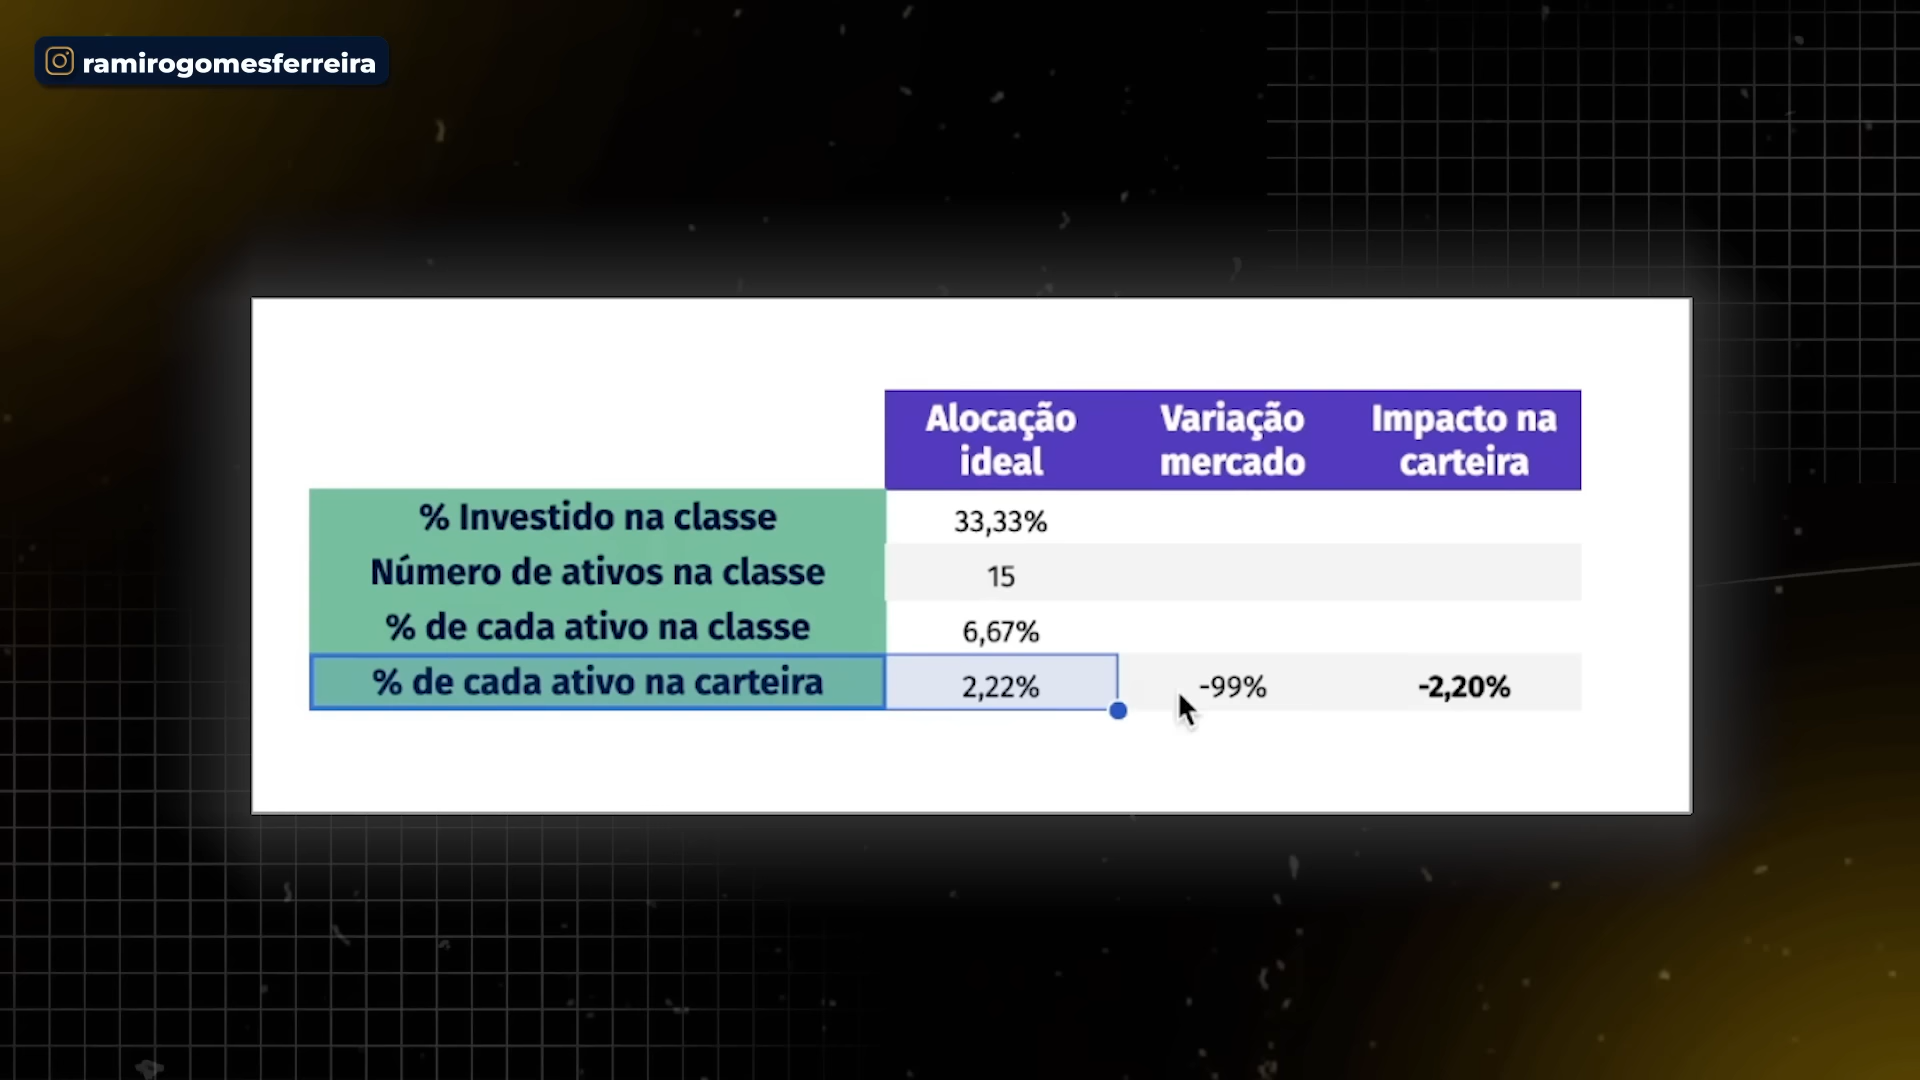 ramirogomesferreira
Alocação ideal
Variação mercado
Impacto na carteira
% Investido na classe 33,33%
Número de ativos na classe 15
% de cada ativo na classe 6,67%
% de cada ativo na carteira 2,22% -99% -2,20%